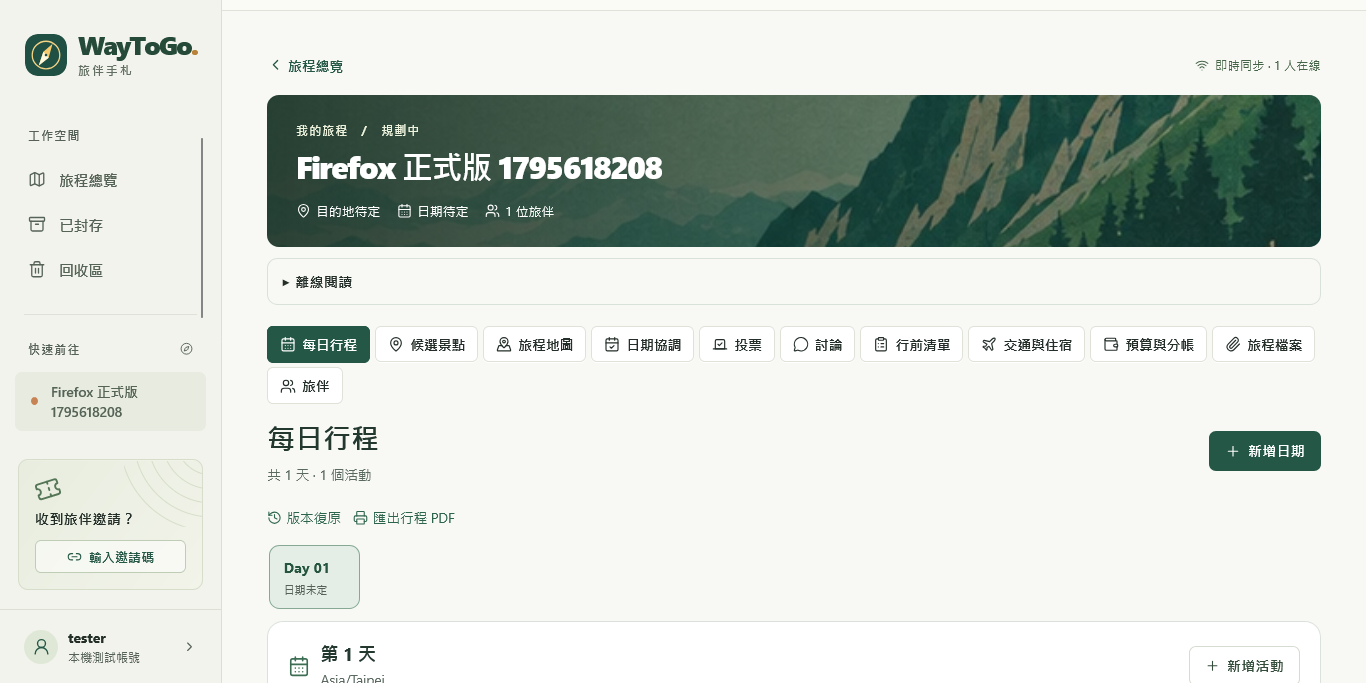 WayToGo.
旅伴手札
工作空間
旅程總覽
已封存
回收區
快速前往
Firefox 正式版
1795618208
收到旅伴邀請？
輸入邀請碼
tester
本機測試帳號
旅程總覽
即時同步 · 1 人在線
我的旅程 / 規劃中
Firefox 正式版 1795618208
目的地待定 日期待定 1 位旅伴
▸ 離線閱讀
每日行程 候選景點 旅程地圖 日期協調 投票 討論 行前清單 交通與住宿 預算與分帳 旅程檔案
旅伴
每日行程
共 1 天 · 1 個活動
新增日期
版本復原 匯出行程 PDF
Day 01
日期未定
第 1 天
Asia/Taipei
新增活動